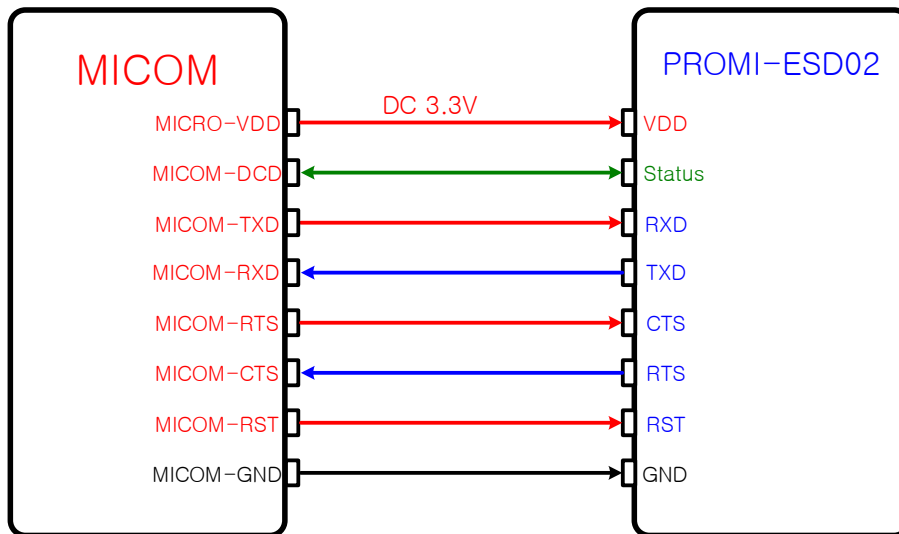 MICOM
PROMI-ESD02
DC 3.3V
MICRO-VDD
VDD
MICOM-DCD
Status
MICOM-TXD
RXD
MICOM-RXD
TXD
MICOM-RTS
CTS
MICOM-CTS
RTS
MICOM-RST
RST
MICOM-GND
GND